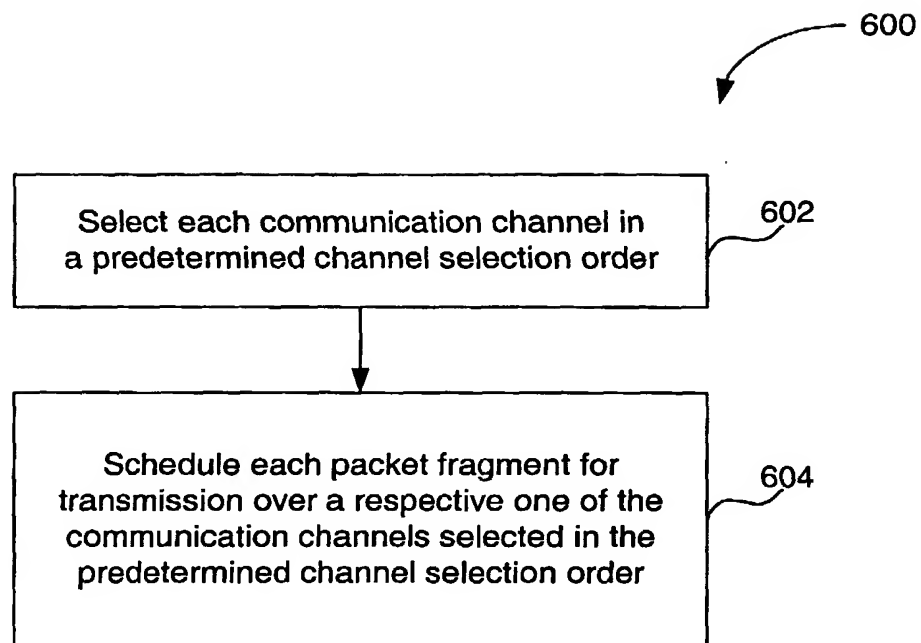 600
Select each communication channel in
a predetermined channel selection order
602
Schedule each packet fragment for
transmission over a respective one of the
communication channels selected in the
predetermined channel selection order
604